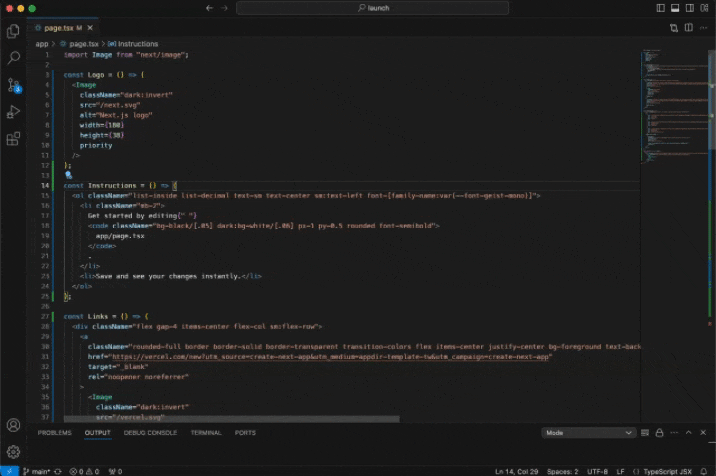 launch
page.tsx M
app > page.tsx > Instructions
1 import Image from "next/image";
2
3 const Logo = () => (
4 <Image
5 className="dark:invert"
6 src="/next.svg"
7 alt="Next.js logo"
8 width={180}
9 height={38}
10 priority
11 />
12 );
13
14 const Instructions = () => (
15 <ol className="list-inside list-decimal text-sm text-center sm:text-left font-[family-name:var(--font-geist-mono)]">
16 <li className="mb-2">
17 Get started by editing{" "}
18 <code className="bg-black/[.05] dark:bg-white/[.06] px-1 py-0.5 rounded font-semibold">
19 app/page.tsx
20 </code>
21 .
22 </li>
23 <li>Save and see your changes instantly.</li>
24 </ol>
25 );
26
27 const Links = () => (
28 <div className="flex gap-4 items-center flex-col sm:flex-row">
29 <a
30 className="rounded-full border border-solid border-transparent transition-colors flex items-center justify-center bg-foreground text-back
31 href="https://vercel.com/new?utm_source=create-next-app&utm_medium=appdir-template-tw&utm_campaign=create-next-app"
32 target="_blank"
33 rel="noopener noreferrer"
34 >
35 <Image
36 className="dark:invert"
37 src="/vercel.svg"
PROBLEMS OUTPUT DEBUG CONSOLE TERMINAL PORTS Mode
main* 0 0 0 Ln 14, Col 29 Spaces: 2 UTF-8 LF {} TypeScript JSX